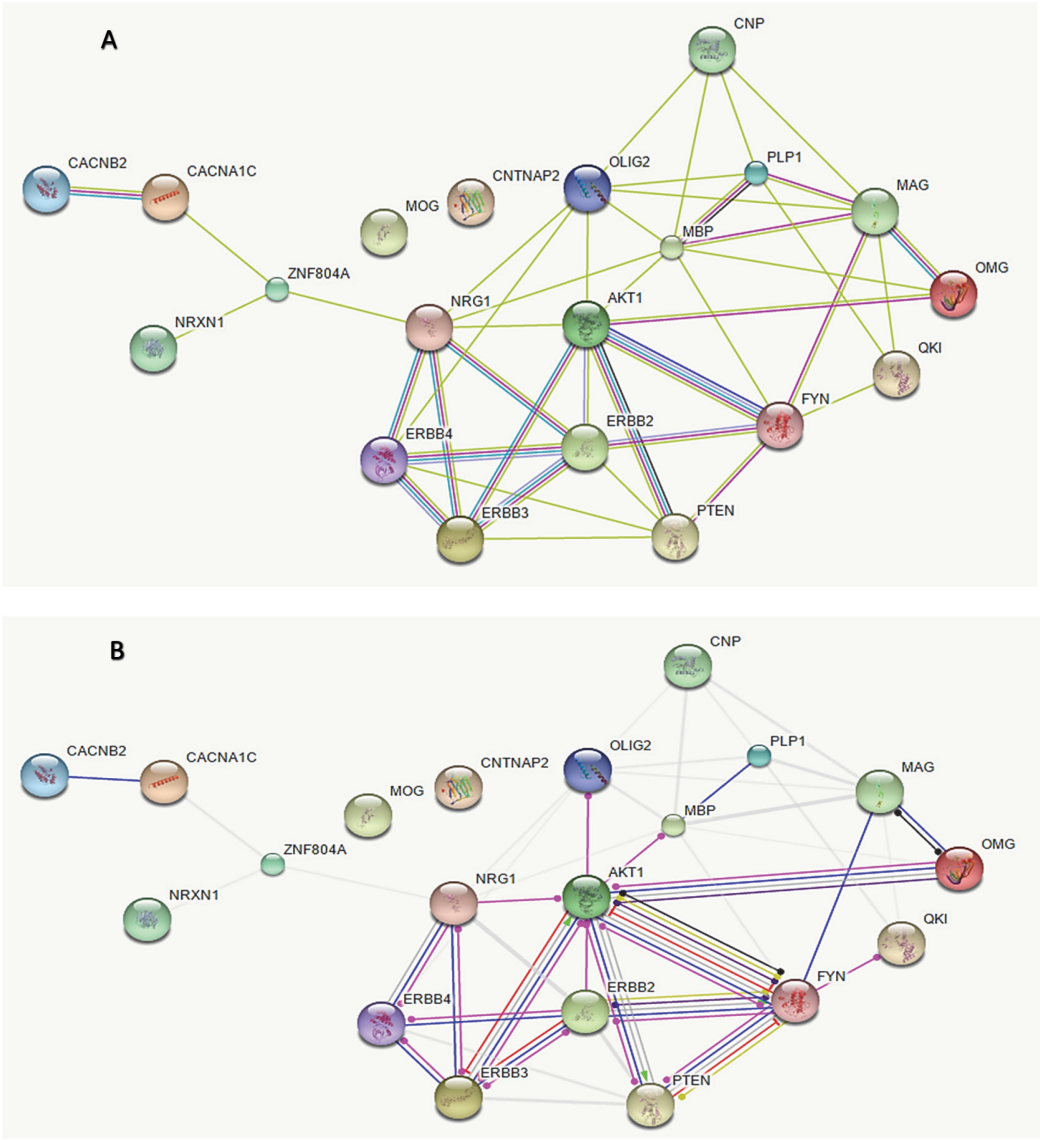 A
CNP
CACNB2
CACNA1C
CNTNAP2
OLIG2
PLP1
MAG
MOG
MBP
ZNF804A
OMG
NRG1
AKT1
NRXN1
QKI
FYN
ERBB4
ERBB2
ERBB3
PTEN
B
CNP
CACNB2
CACNA1C
CNTNAP2
OLIG2
PLP1
MAG
MOG
MBP
ZNF804A
OMG
NRG1
AKT1
NRXN1
QKI
FYN
ERBB4
ERBB2
ERBB3
PTEN